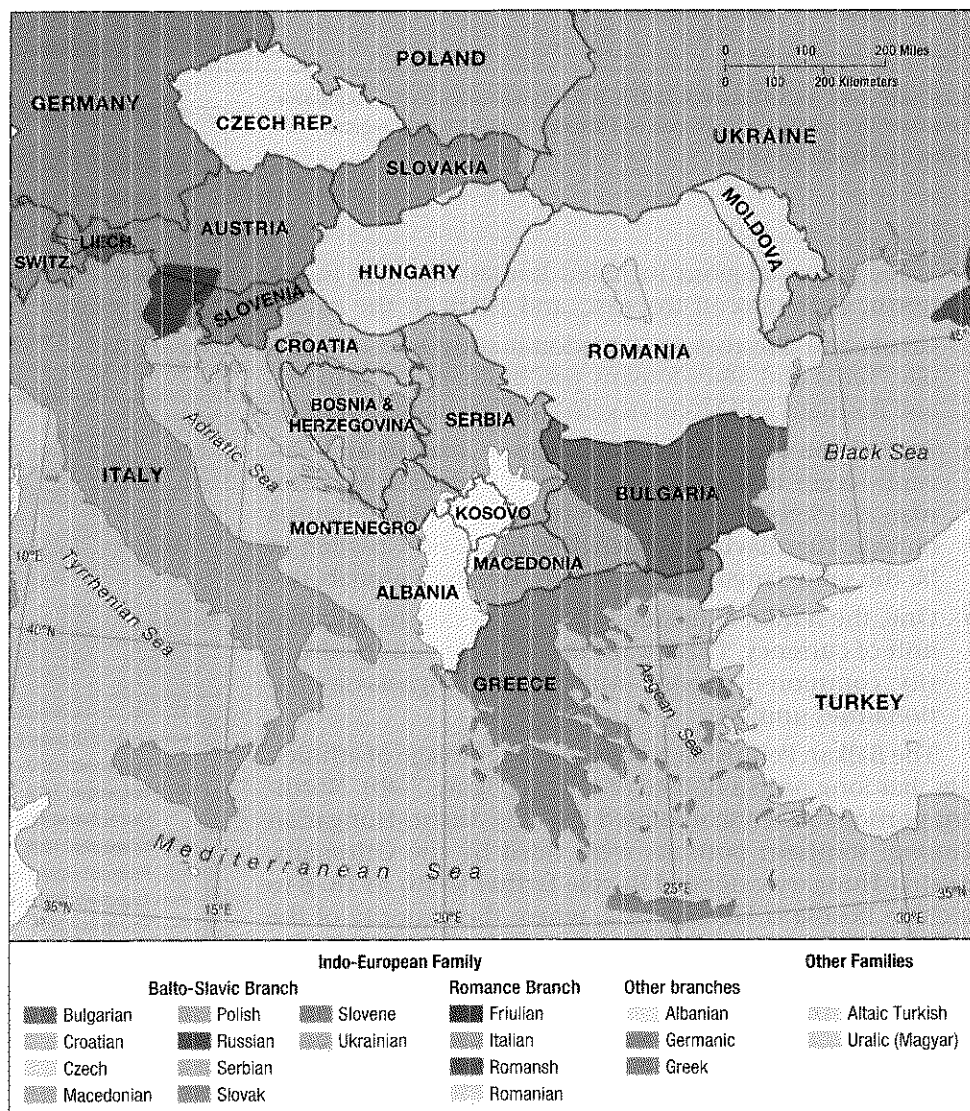 0 100 200 Miles
0 100 200 Kilometers
POLAND
GERMANY
CZECH REP.
UKRAINE
SLOVAKIA
MOLDOVA
AUSTRIA
LIECH.
SWITZ.
HUNGARY
SLOVENIA
CROATIA
ROMANIA
BOSNIA &
HERZEGOVINA
SERBIA
Adriatic Sea
ITALY
Black Sea
BULGARIA
KOSOVO
MONTENEGRO
10°E
MACEDONIA
ALBANIA
Tyrrhenian Sea
40°N
GREECE
Aegean Sea
TURKEY
Mediterranean Sea
35°N
15°E
20°E
25°E
30°E
35°N
Indo-European Family
Other Families
Balto-Slavic Branch
Romance Branch
Other branches
Bulgarian
Polish
Slovene
Friulian
Albanian
Altaic Turkish
Croatian
Russian
Ukrainian
Italian
Germanic
Uralic (Magyar)
Czech
Serbian
Romansh
Greek
Macedonian
Slovak
Romanian